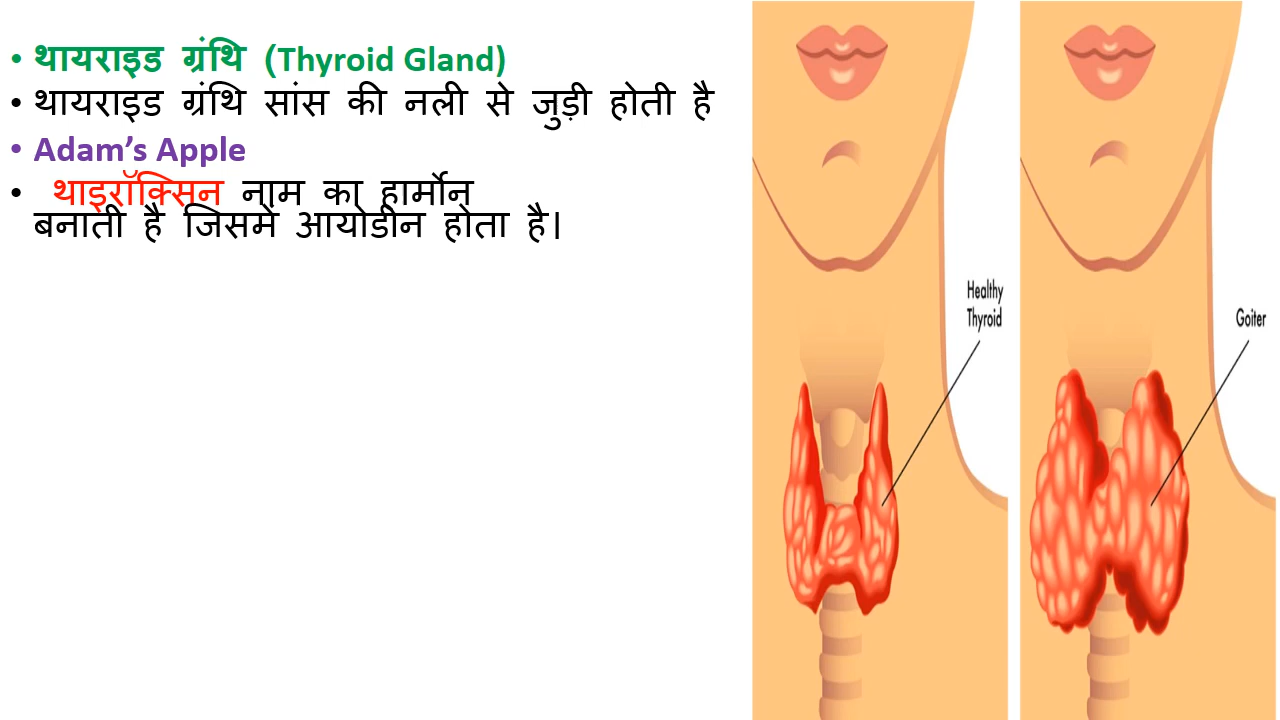 • थायराइड ग्रंथि (Thyroid Gland)
• थायराइड ग्रंथि सांस की नली से जुड़ी होती है
• Adam’s Apple
• थाइरॉक्सिन नाम का हार्मोन
बनाती है जिसमें आयोडीन होता है।
Healthy
Thyroid
Goiter